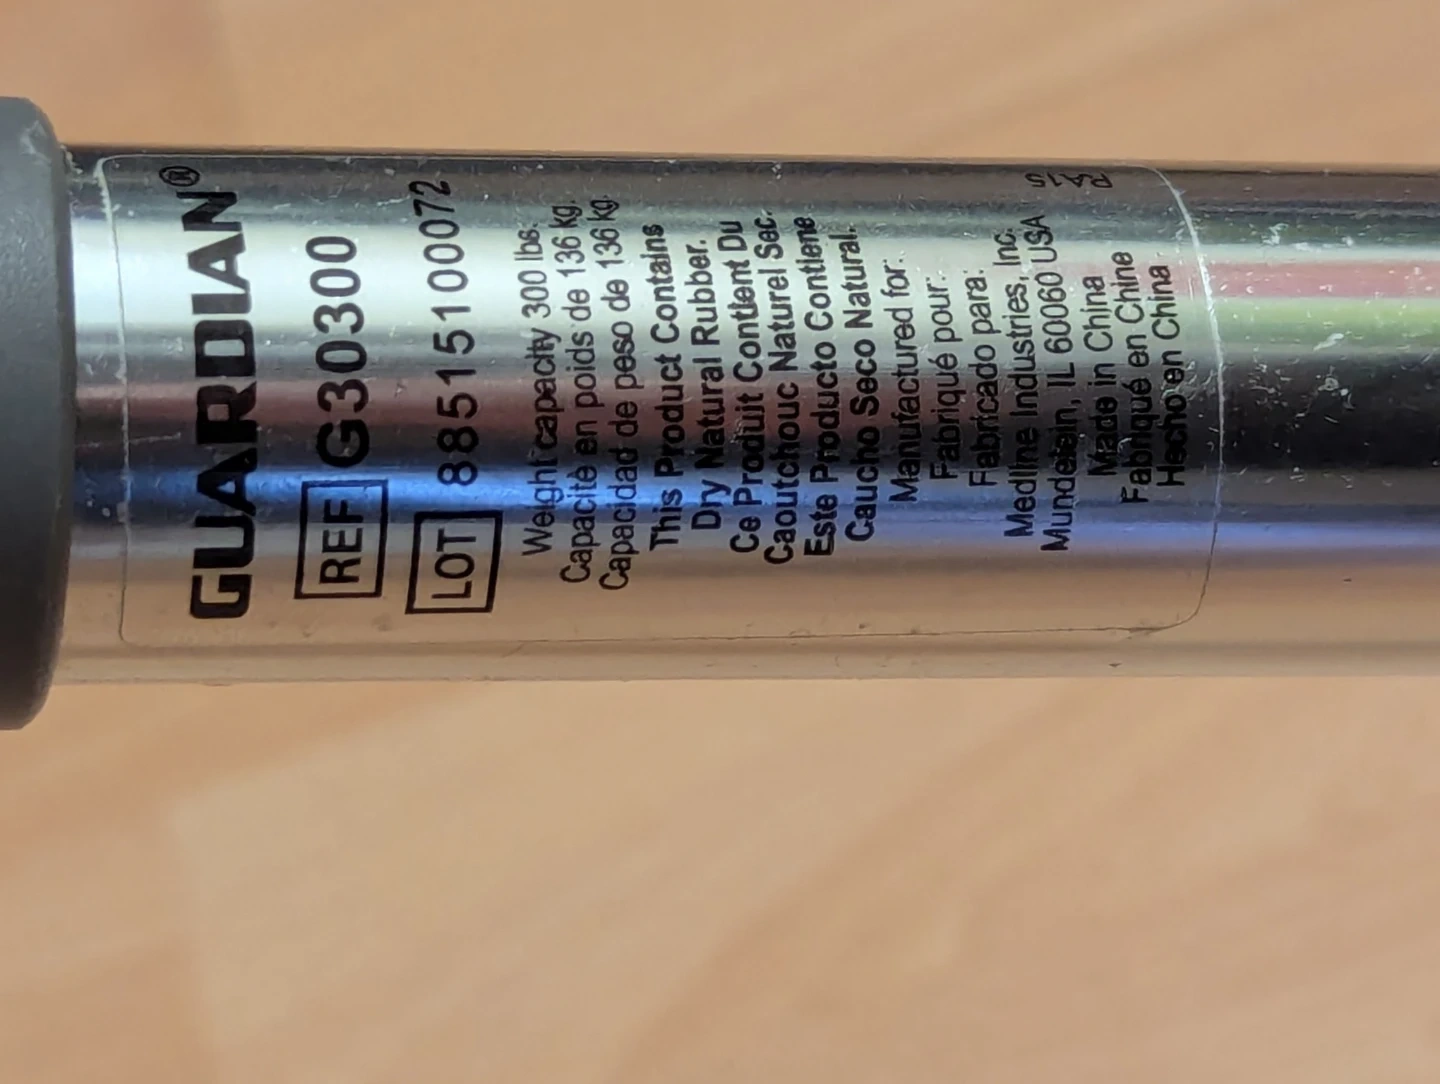 GUARDIAN®
REF G30300
LOT 88515100072
Weight capacity 300 lbs.
Capacité en poids de 136 kg.
Capacidad de peso de 136 kg.
This Product Contains
Dry Natural Rubber.
Ce Produit Contient Du
Caoutchouc Naturel Sec.
Este Producto Contiene
Caucho Seco Natural.
Manufactured for:
Fabriqué pour:
Fabricado para:
Medline Industries, Inc.
Mundelein, IL 60060 USA
Made in China
Fabriqué en Chine
Hecho en China